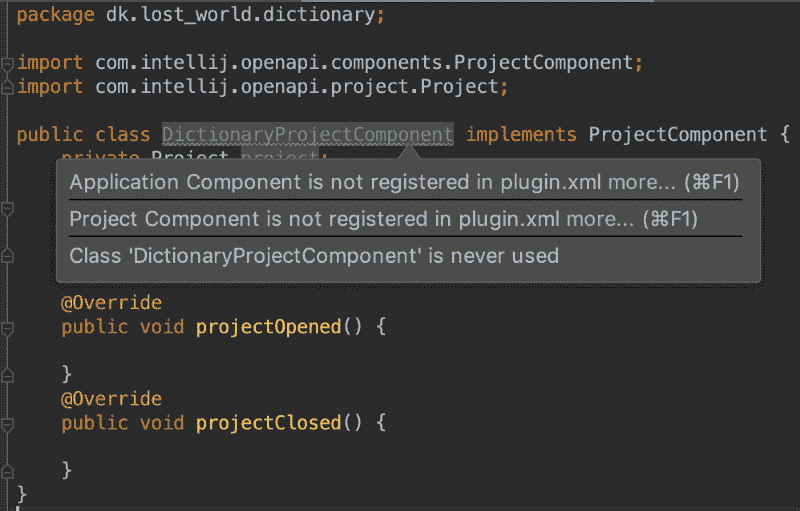 package dk.lost_world.dictionary;
import com.intellij.openapi.components.ProjectComponent;
import com.intellij.openapi.project.Project;
public class DictionaryProjectComponent implements ProjectComponent {
private Project project;
Application Component is not registered in plugin.xml more... (⌘F1)
Project Component is not registered in plugin.xml more... (⌘F1)
Class 'DictionaryProjectComponent' is never used
@Override
public void projectOpened() {
}
@Override
public void projectClosed() {
}
}